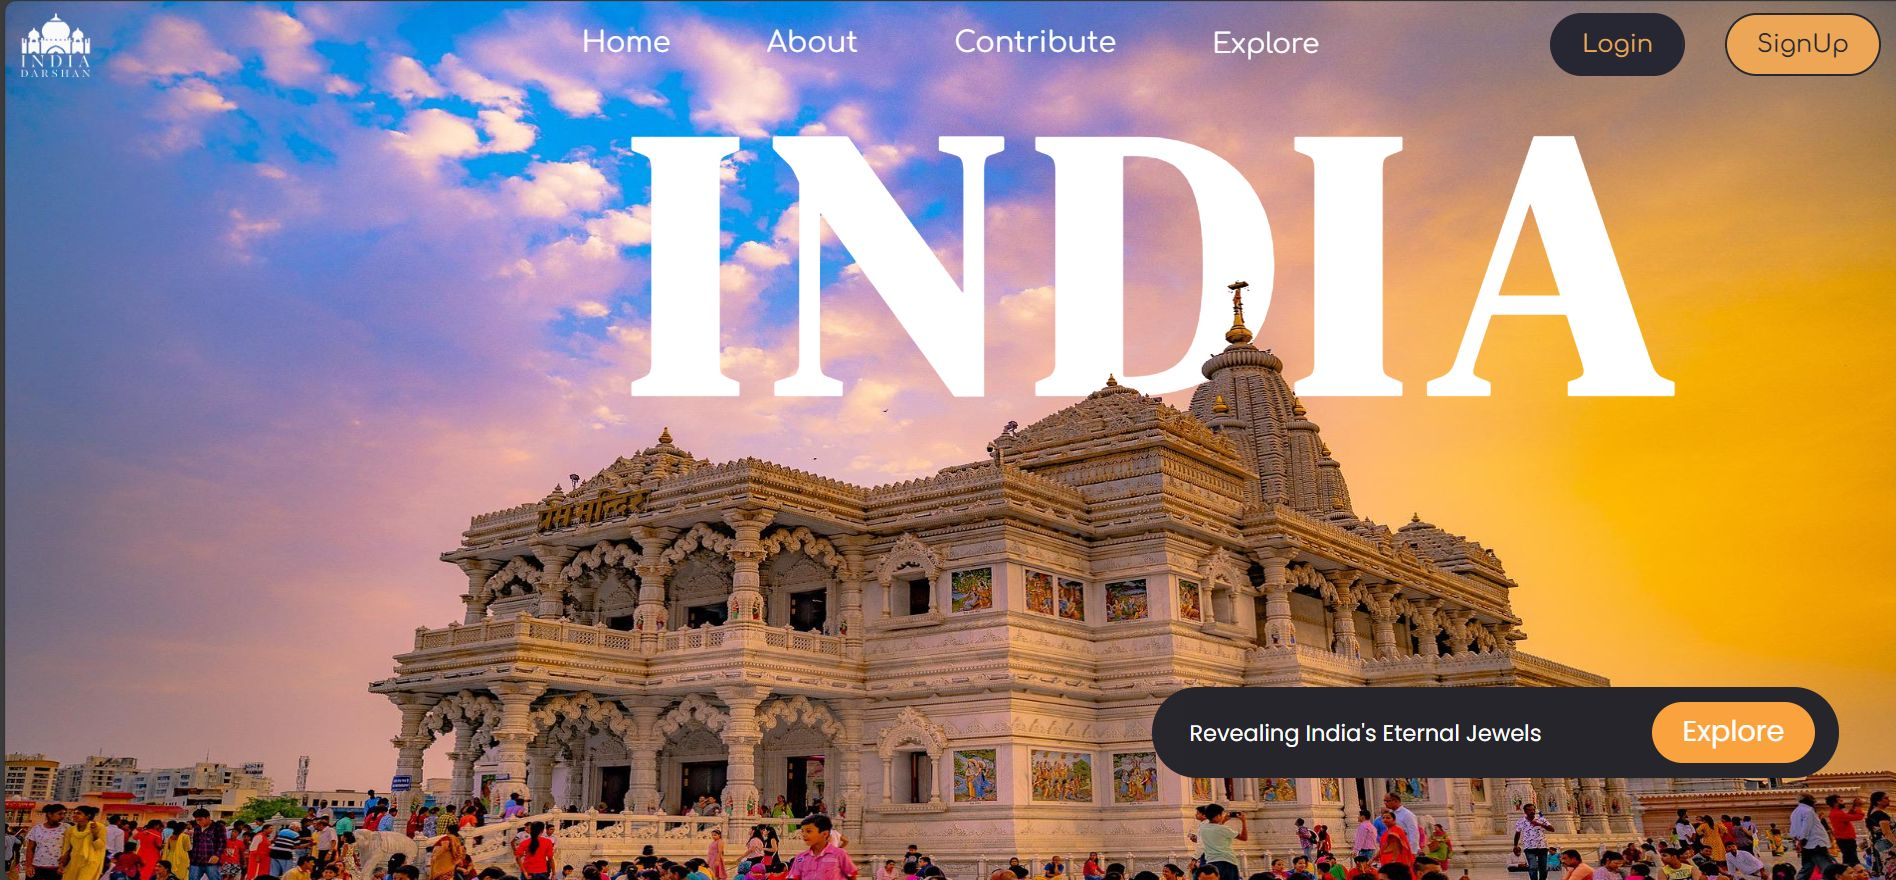 INDIA
DARSHAN
Home
About
Contribute
Explore
Login
SignUp
INDIA
प्रेम मन्दिर
Revealing India's Eternal Jewels
Explore